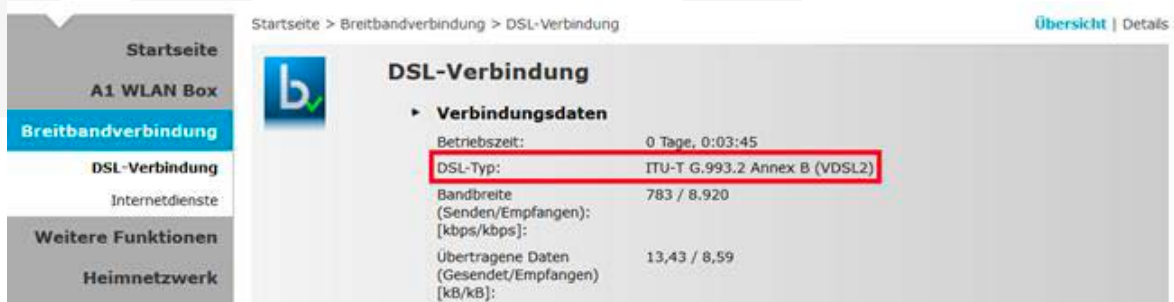 Startseite > Breitbandverbindung > DSL-Verbindung
Übersicht | Details
Startseite
A1 WLAN Box
Breitbandverbindung
DSL-Verbindung
Internetdienste
Weitere Funktionen
Heimnetzwerk
b
DSL-Verbindung
Verbindungsdaten
Betriebszeit: 0 Tage, 0:03:45
DSL-Typ: ITU-T G.993.2 Annex B (VDSL2)
Bandbreite 783 / 8.920
(Senden/Empfangen):
[kbps/kbps]:
Übertragene Daten 13,43 / 8,59
(Gesendet/Empfangen)
[kB/kB]: